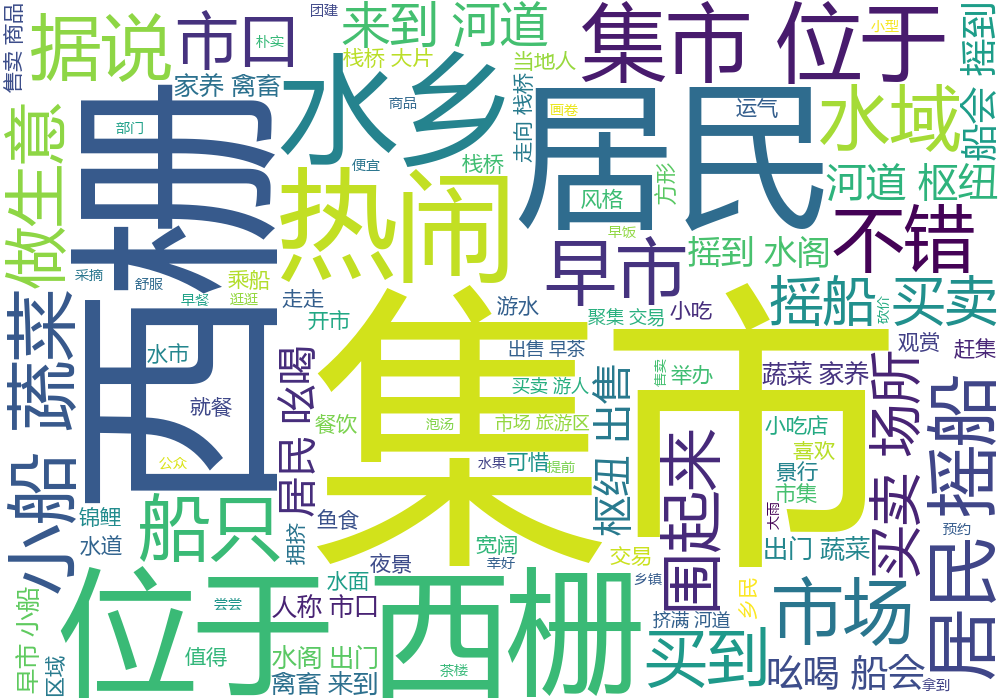 售卖 商品
据说
市口
团建
朴实
来到 河道
栈桥 大片
当地人
集市 位于
小型
摇到
家养 禽畜
水乡
商品
走向 栈桥
居民
画卷
运气
水域
船会
做生意
部门
西栅
热闹
便宜
栈桥
风格
方形
早饭
河道 枢纽
不错
早市
摇到 水阁
采摘
舒服
早餐
乘船
逛逛
走走
开市
游水
聚集 交易
小吃
摇船 买卖
砍价
小船 蔬菜
水市
就餐
居民 吆喝
集市
出售 早茶
买卖 游人
售卖
举办
蔬菜 家养
买卖 场所
观赏
赶集
餐饮
泡汤
市场 旅游区
枢纽 出售
围起来
小吃店
喜欢
居民 摇船
公众
水果
可惜
提前
景行
市集
锦鲤
水道
船只
拥挤
鱼食
宽阔
幸好
夜景
交易
大雨
出门 蔬菜
预约
早市 小船
区域
位于 西栅
尝尝
水面
人称 市口
乡镇
乡民
挤满 河道
市场
值得
水阁 出门
禽畜 来到
茶楼
买到
吆喝 船会
拿到